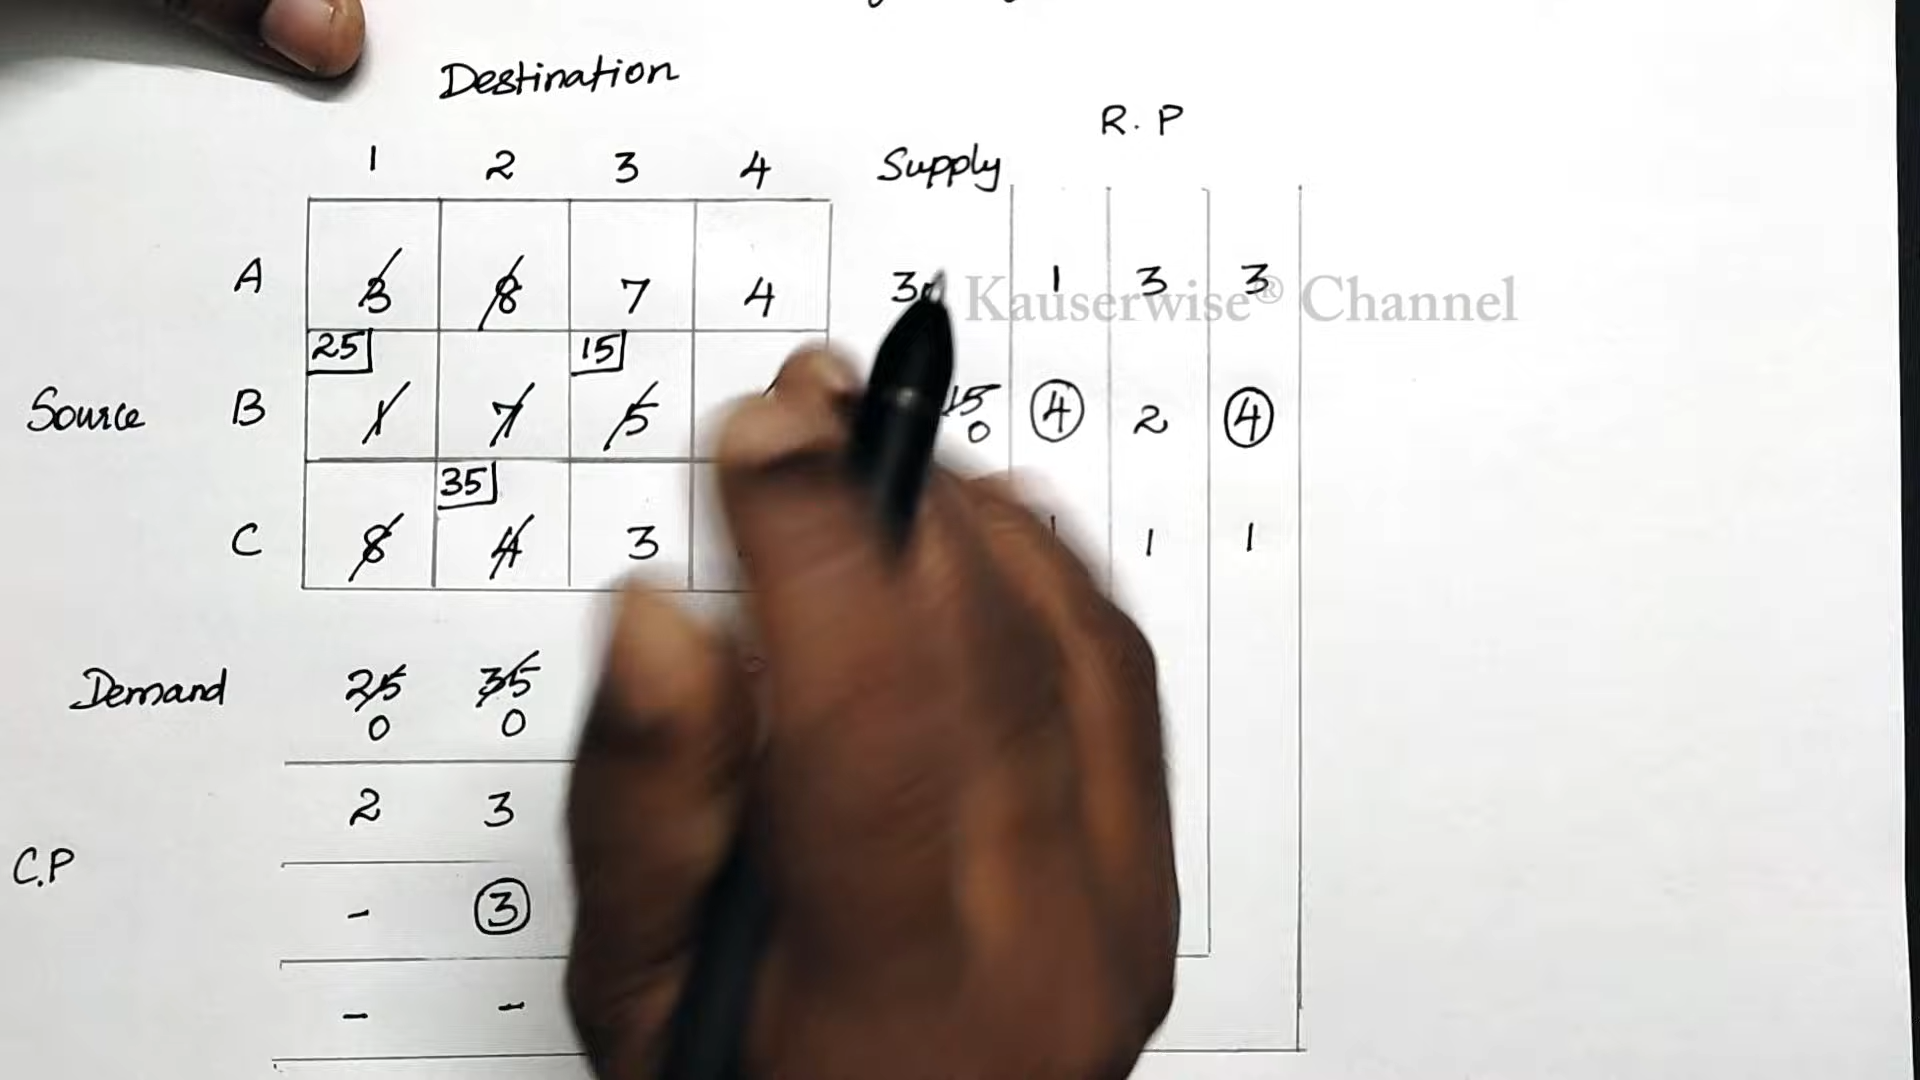 Destination
R. P
1 2 3 4 Supply
A 3 8 7 4 1 3 3
Kauserwise® Channel
25 15
Source B 1 7 5 15 0 4 2 4
35
C 8 4 3 1 1 1
Demand 25 35
0 0
2 3
C.P
- 3
- -